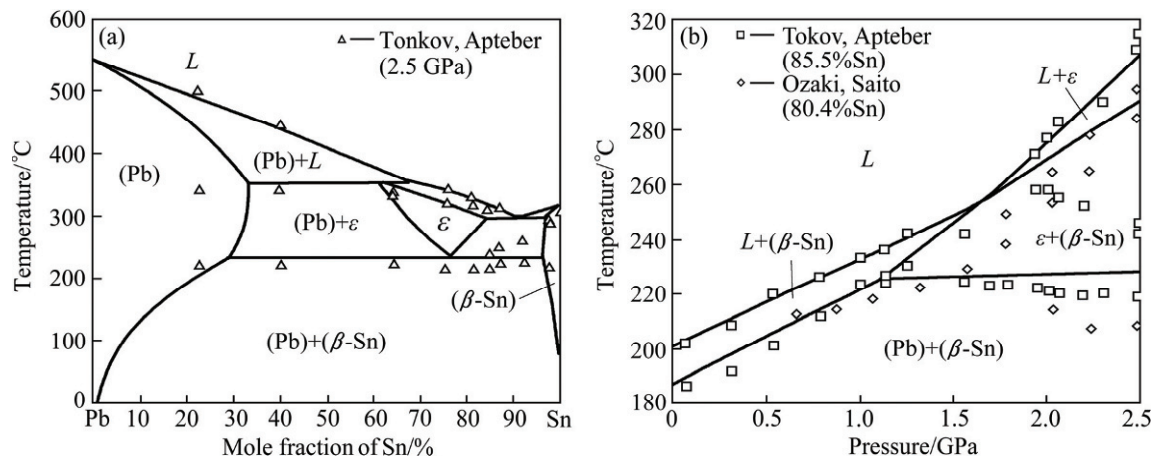 (a)
Tonkov, Apteber
(2.5 GPa)
L
(Pb)+L
(Pb)
(Pb)+ε
ε
(β-Sn)
(Pb)+(β-Sn)
600
500
400
300
200
100
0
Temperature/℃
Pb 10 20 30 40 50 60 70 80 90 Sn
Mole fraction of Sn/%
(b)
Tokov, Apteber
(85.5%Sn)
Ozaki, Saito
(80.4%Sn)
L+ε
L
L+(β-Sn)
ε+(β-Sn)
(Pb)+(β-Sn)
320
300
280
260
240
220
200
180
Temperature/℃
0 0.5 1.0 1.5 2.0 2.5
Pressure/GPa